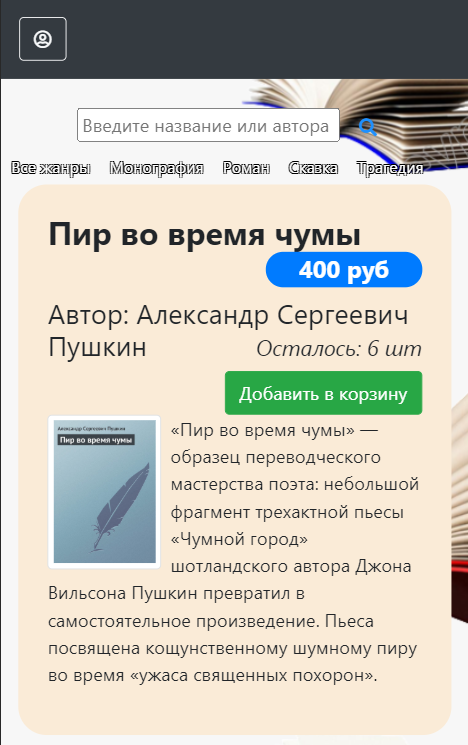 Введите название или автора
Все жанры Монография Роман Сказка Трагедия
Пир во время чумы
400 руб
Автор: Александр Сергеевич
Пушкин
Осталось: 6 шт
Добавить в корзину
Александр Сергеевич Пушкин
Пир во время чумы
«Пир во время чумы» —
образец переводческого
мастерства поэта: небольшой
фрагмент трехактной пьесы
«Чумной город»
шотландского автора Джона
Вильсона Пушкин превратил в
самостоятельное произведение. Пьеса
посвящена кощунственному шумному пиру
во время «ужаса священных похорон».